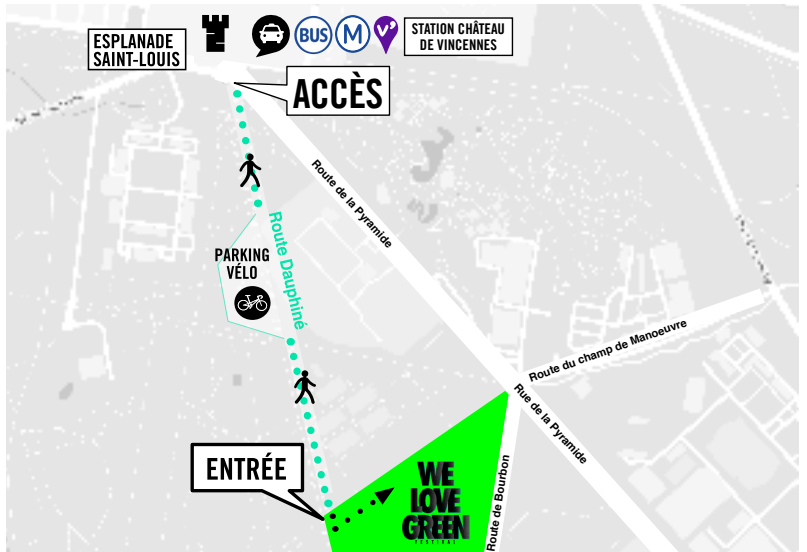 ESPLANADE
SAINT-LOUIS
BUS
M
V'
STATION CHÂTEAU
DE VINCENNES
ACCÈS
Route de la Pyramide
Route Dauphiné
PARKING
VÉLO
Route du champ de Manoeuvre
Rue de la Pyramide
ENTRÉE
WE
LOVE
GREEN
FESTIVAL
Route de Bourbon